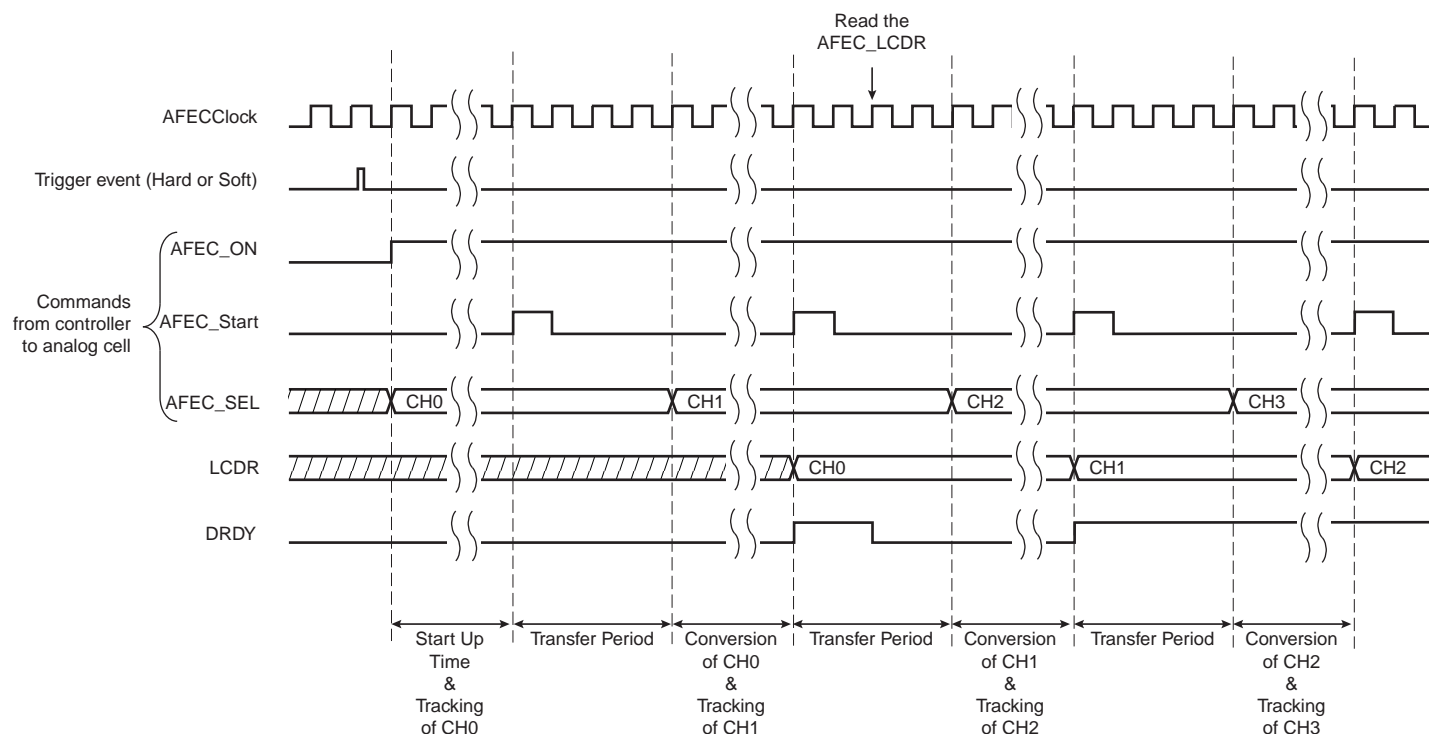 Read the
AFEC_LCDR
AFECClock
Trigger event (Hard or Soft)
AFEC_ON
Commands
from controller
to analog cell
AFEC_Start
AFEC_SEL
CH0
CH1
CH2
CH3
LCDR
CH0
CH1
CH2
DRDY
Start Up
Time
&
Tracking
of CH0
Transfer Period
Conversion
of CH0
&
Tracking
of CH1
Transfer Period
Conversion
of CH1
&
Tracking
of CH2
Transfer Period
Conversion
of CH2
&
Tracking
of CH3